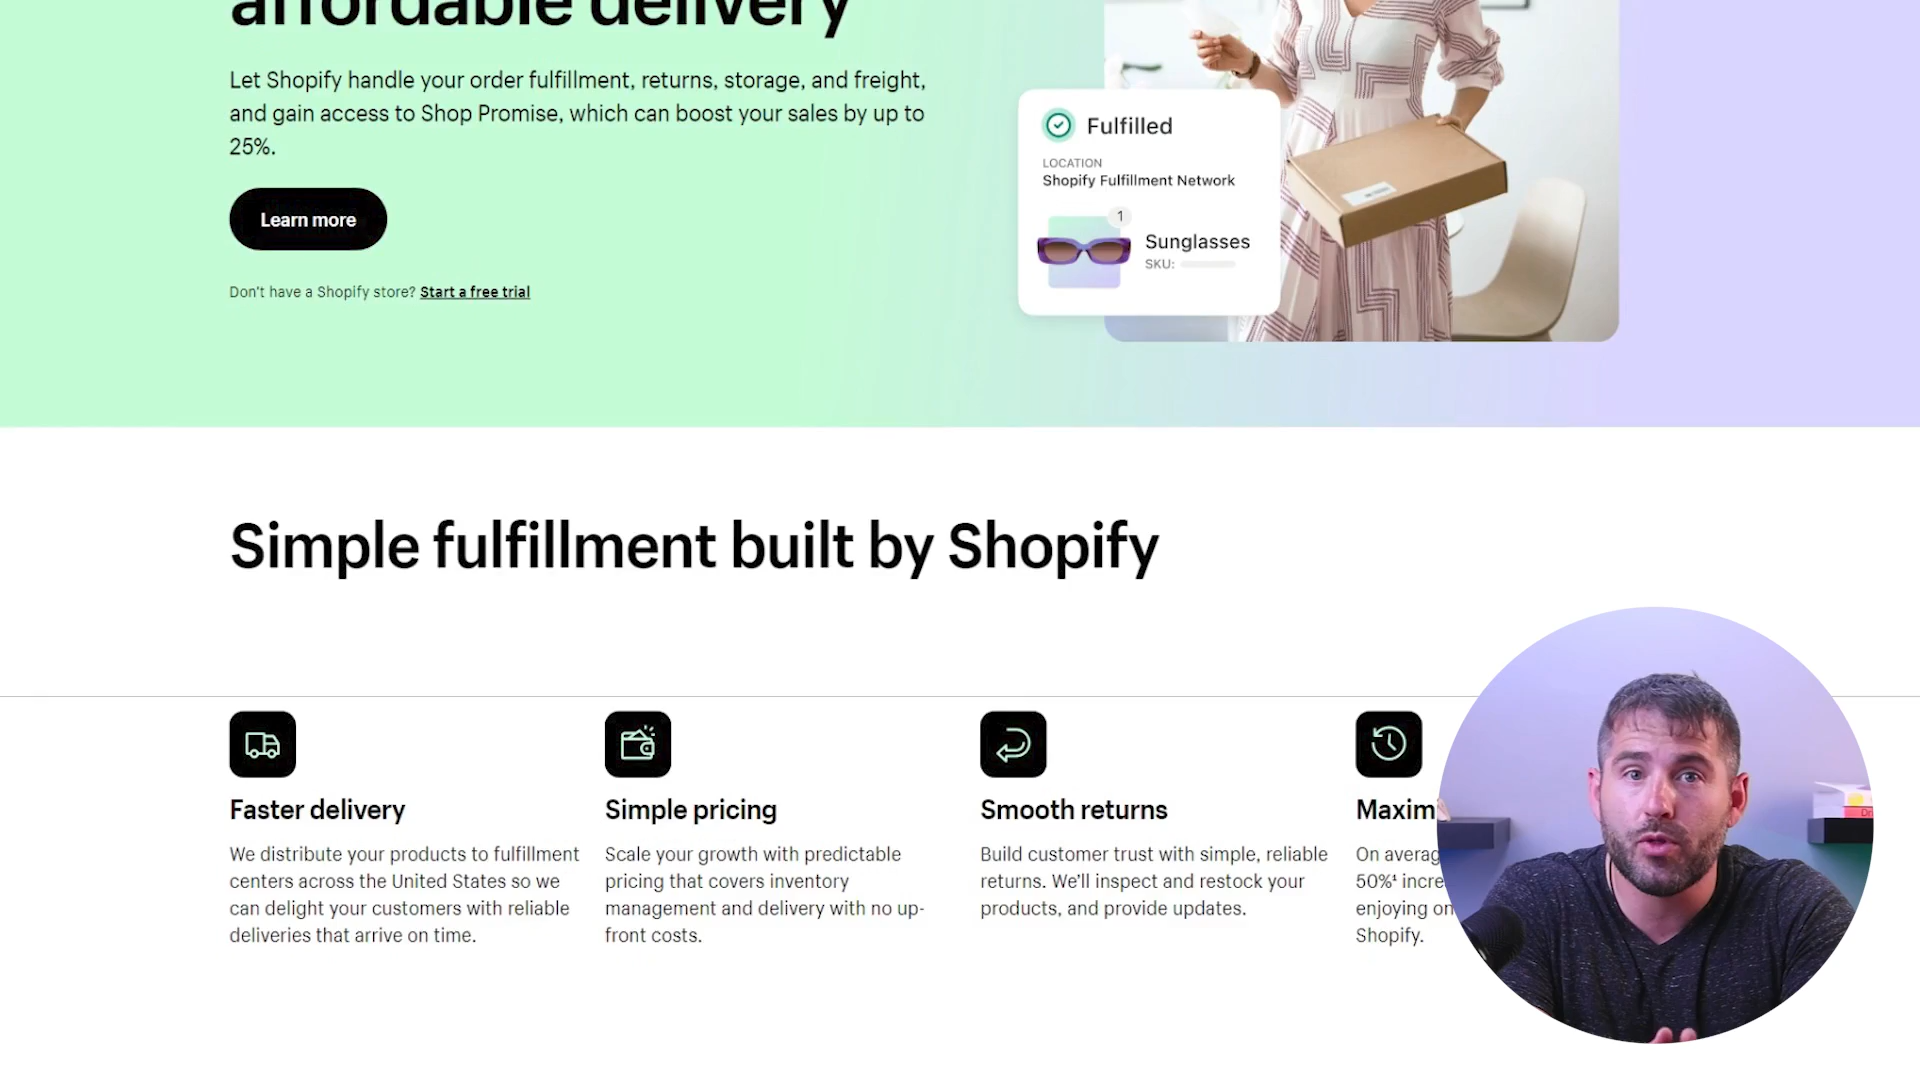 affordable delivery
Let Shopify handle your order fulfillment, returns, storage, and freight,
and gain access to Shop Promise, which can boost your sales by up to
25%.
Learn more
Don't have a Shopify store? Start a free trial
Fulfilled
LOCATION
Shopify Fulfillment Network
1
Sunglasses
SKU:
Simple fulfillment built by Shopify
Faster delivery
We distribute your products to fulfillment
centers across the United States so we
can delight your customers with reliable
deliveries that arrive on time.
Simple pricing
Scale your growth with predictable
pricing that covers inventory
management and delivery with no up-
front costs.
Smooth returns
Build customer trust with simple, reliable
returns. We'll inspect and restock your
products, and provide updates.
Maxim
On averag
50%¹ incre
enjoying on
Shopify.